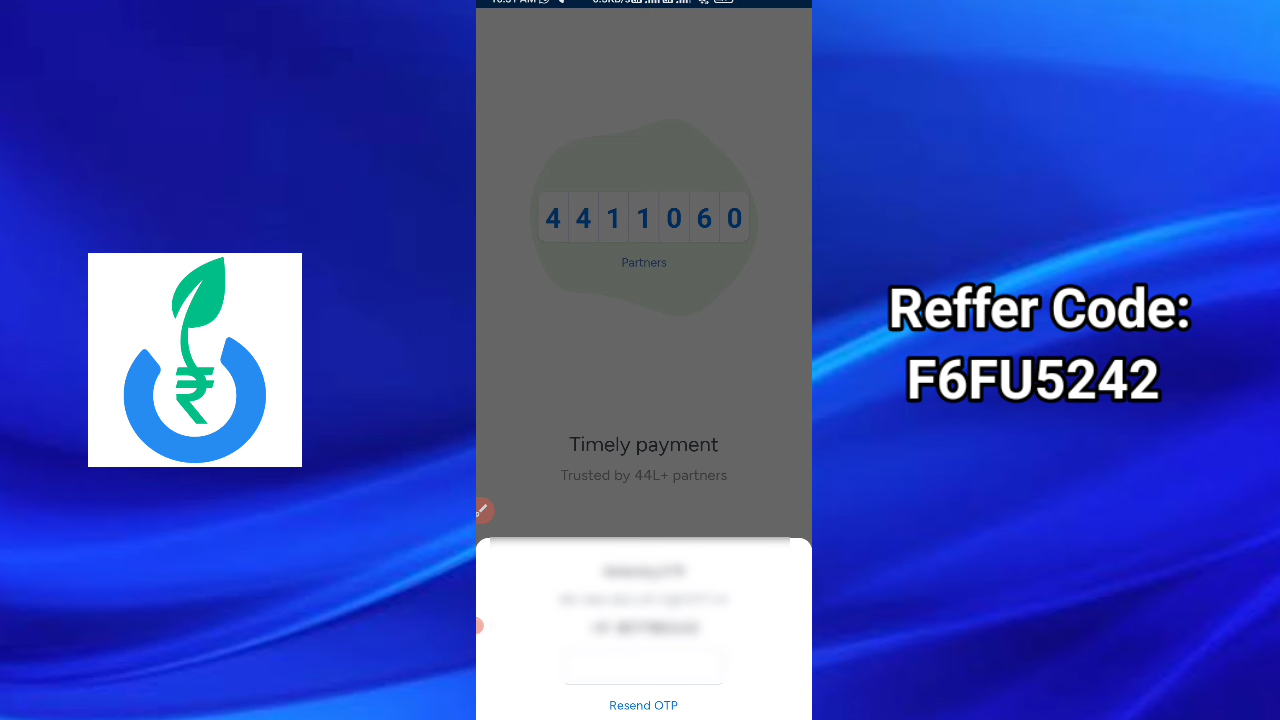 4411060
Partners
Timely payment
Trusted by 44L+ partners
Resend OTP
Reffer Code:
F6FU5242